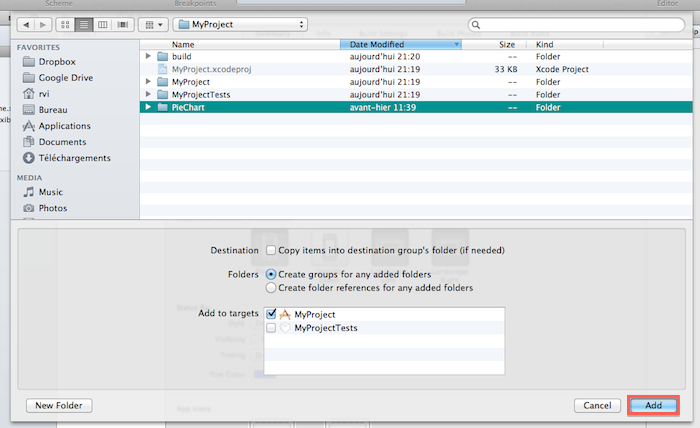 Scheme Breakpoints Editor
MyProject
FAVORITES
Dropbox
Google Drive
rvi
Bureau
Applications
Documents
Téléchargements
MEDIA
Music
Photos
Name Date Modified Size Kind
build aujourd'hui 21:20 -- Folder
MyProject.xcodeproj aujourd'hui 21:19 33 KB Xcode Project
MyProject aujourd'hui 21:19 -- Folder
MyProjectTests aujourd'hui 21:19 -- Folder
PieChart avant-hier 11:39 -- Folder
Destination Copy items into destination group's folder (if needed)
Folders Create groups for any added folders
Create folder references for any added folders
Add to targets MyProject
MyProjectTests
New Folder Cancel Add